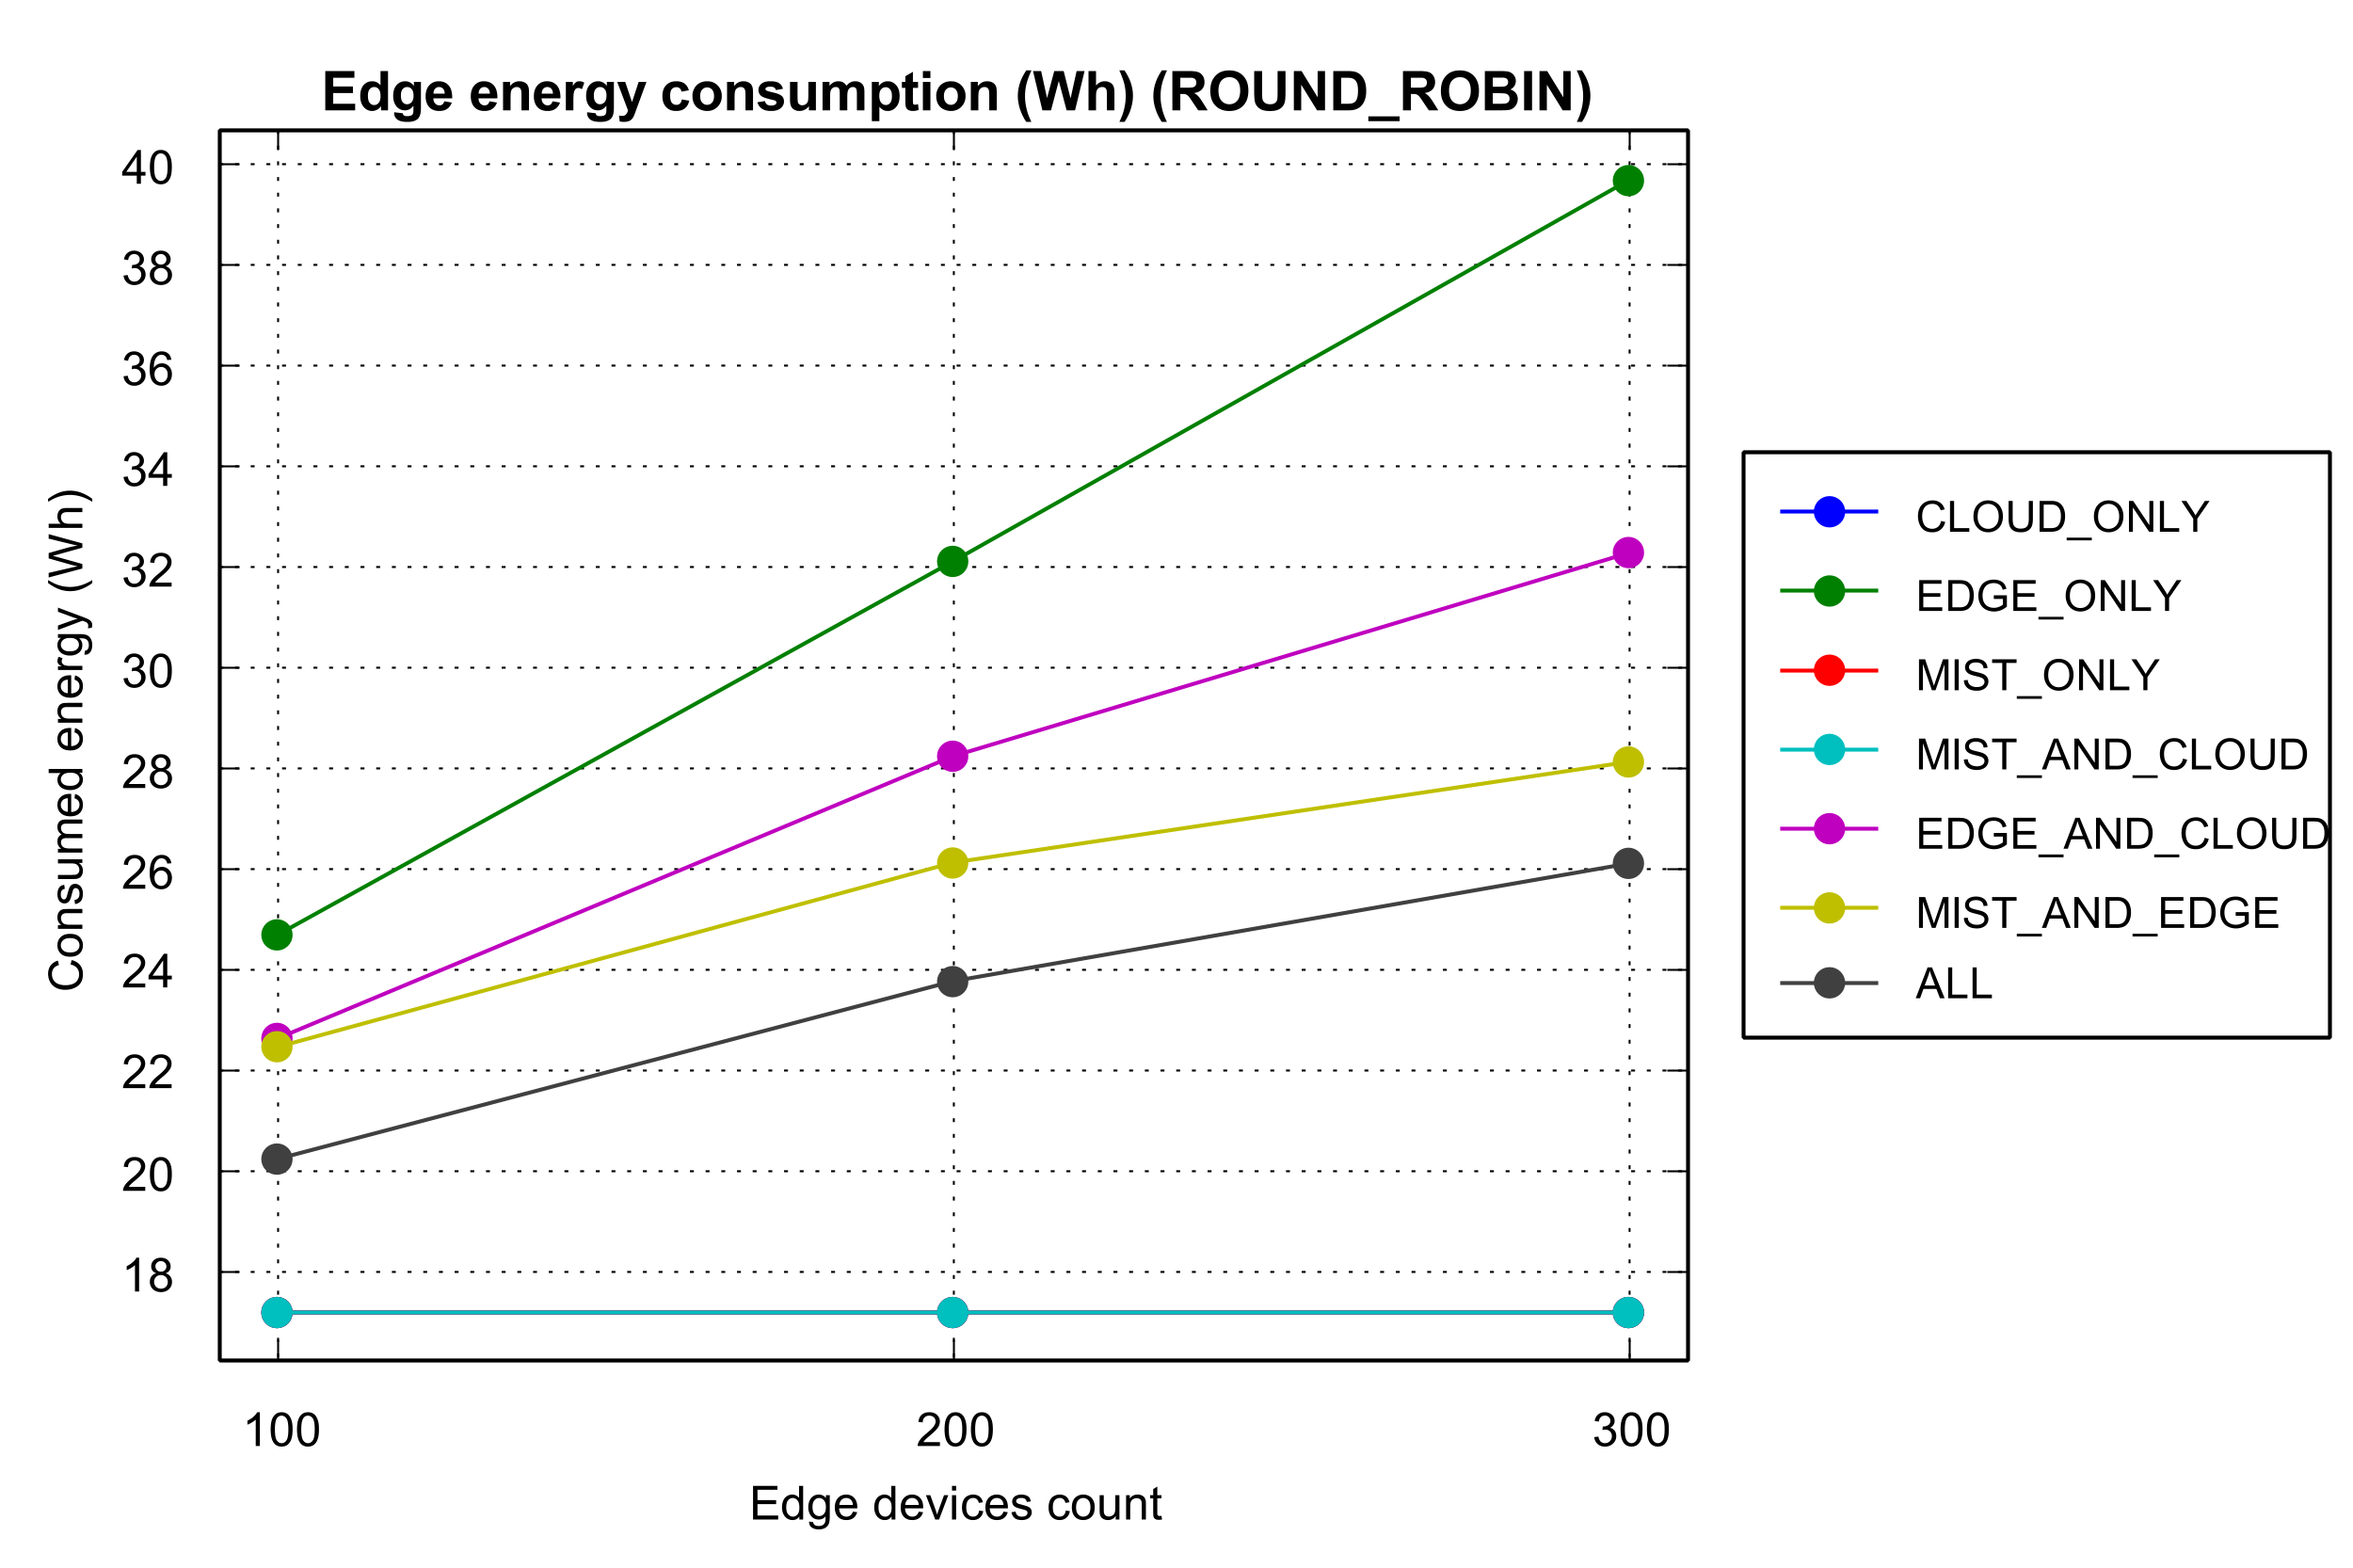 Edge energy consumption (Wh) (ROUND_ROBIN)
40
38
36
34
32
30
28
26
24
22
20
18
Consumed energy (Wh)
100
200
300
Edge devices count
CLOUD_ONLY
EDGE_ONLY
MIST_ONLY
MIST_AND_CLOUD
EDGE_AND_CLOUD
MIST_AND_EDGE
ALL